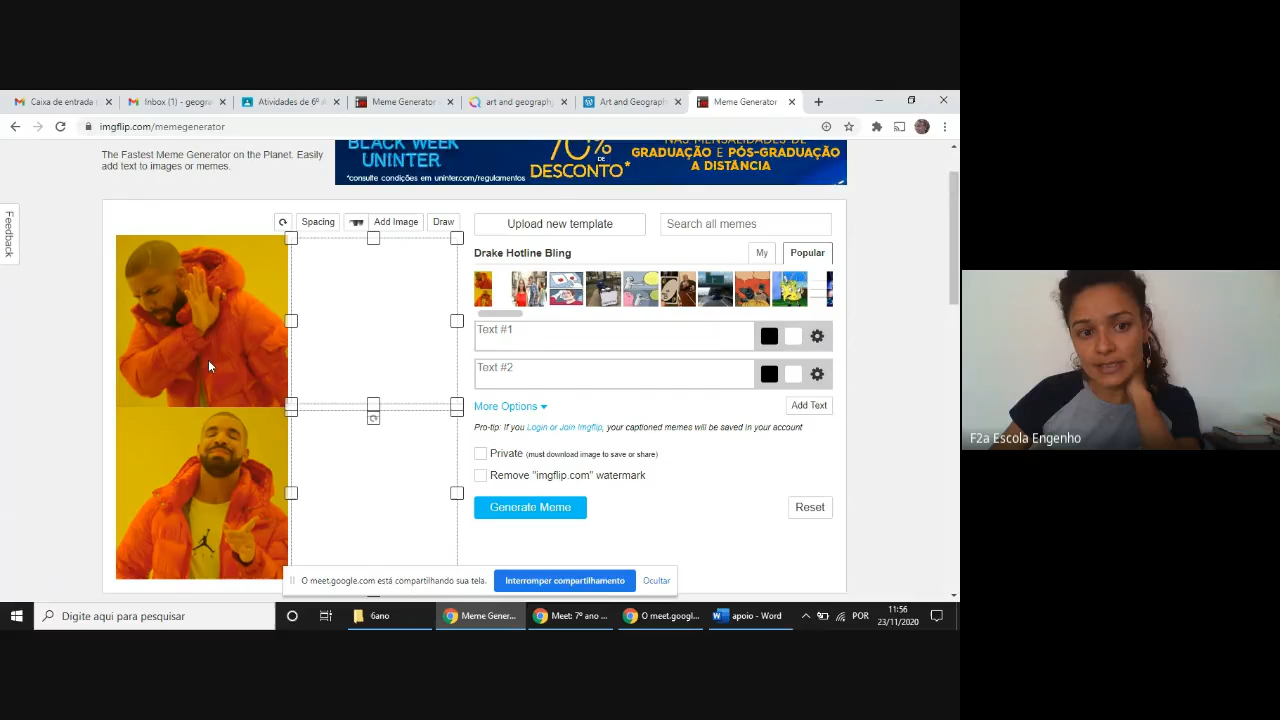 Caixa de entrada
Inbox (1) - geogra
Atividades de 6º A
Meme Generator
art and geography
Art and Geograph
Meme Generator
imgflip.com/memegenerator
The Fastest Meme Generator on the Planet. Easily
add text to images or memes.
BLACK WEEK
UNINTER
*consulte condições em uninter.com/regulamentos
70%
DE
DESCONTO*
NAS MENSALIDADES DE
GRADUAÇÃO E PÓS-GRADUAÇÃO
A DISTÂNCIA
Feedback
Spacing
Add Image
Draw
Upload new template
Search all memes
Drake Hotline Bling
My
Popular
Text #1
Text #2
More Options
Add Text
Pro-tip: If you Login or Join Imgflip, your captioned memes will be saved in your account
Private (must download image to save or share)
Remove "imgflip.com" watermark
Generate Meme
Reset
O meet.google.com está compartilhando sua tela.
Interromper compartilhamento
Ocultar
F2a Escola Engenho
Digite aqui para pesquisar
6ano
Meme Gener...
Meet: 7º ano ...
O meet.googl...
apoio - Word
POR
11:56
23/11/2020